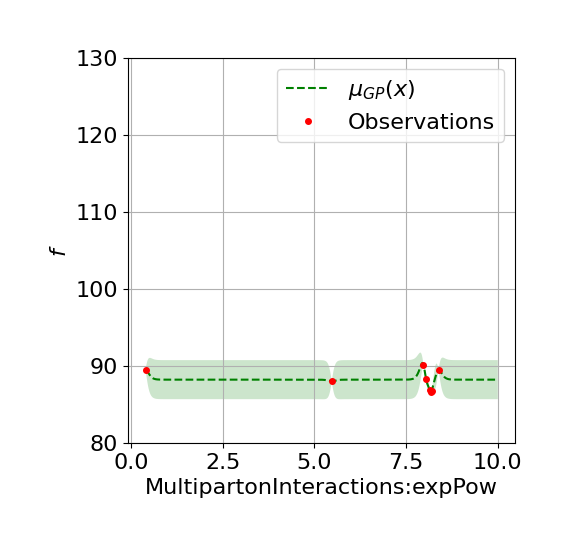 130
120
110
100
90
80
f
μGP(x)
Observations
0.0 2.5 5.0 7.5 10.0
MultipartonInteractions:expPow